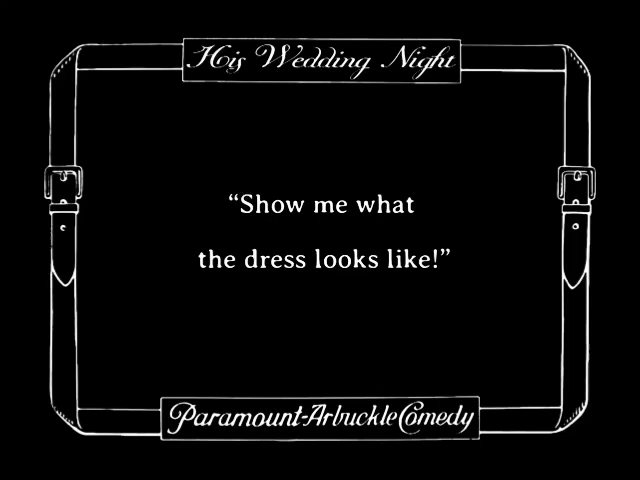 His Wedding Night
“Show me what
the dress looks like!”
Paramount-Arbuckle Comedy